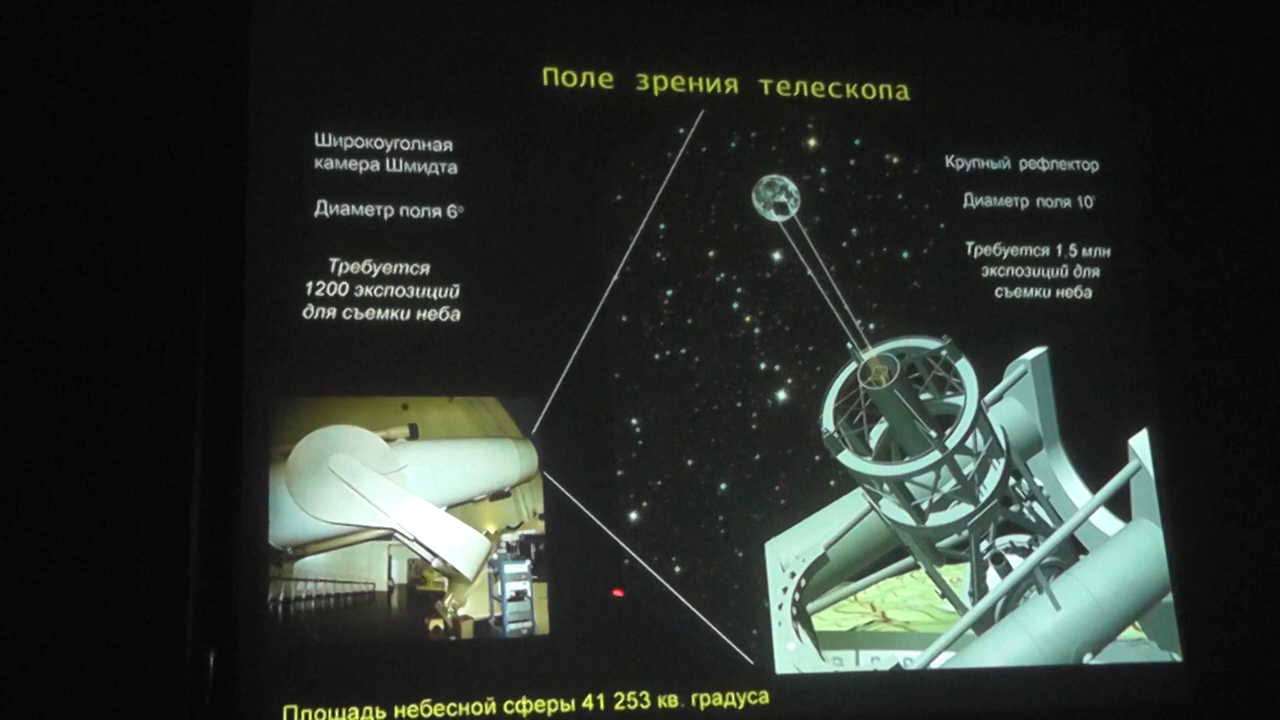 Поле зрения телескопа
Широкоуголная
камера Шмидта
Диаметр поля 6°
Требуется
1200 экспозиций
для съемки неба
Крупный рефлектор
Диаметр поля 10'
Требуется 1,5 млн
экспозиций для
съемки неба
Площадь небесной сферы 41 253 кв. градуса